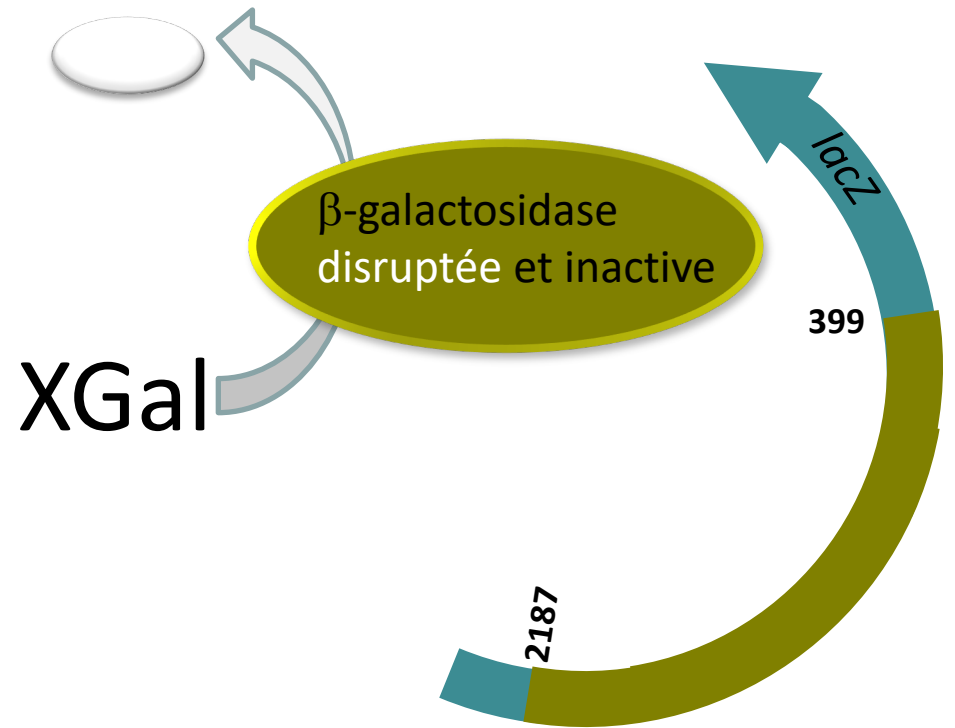 β-galactosidase
disruptée et inactive
lacZ
399
XGal
2187